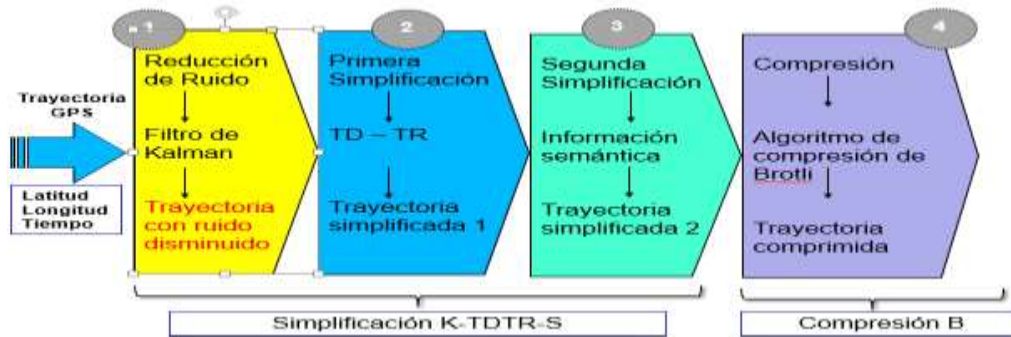 1
2
3
4
Trayectoria
GPS
Latitud
Longitud
Tiempo
Reducción
de Ruido
Filtro de
Kalman
Trayectoria
con ruido
disminuido
Primera
Simplificación
TD – TR
Trayectoria
simplificada 1
Segunda
Simplificación
Información
semántica
Trayectoria
simplificada 2
Compresión
Algoritmo de
compresión de
Brotli
Trayectoria
comprimida
Simplificación K-TDTR-S
Compresión B